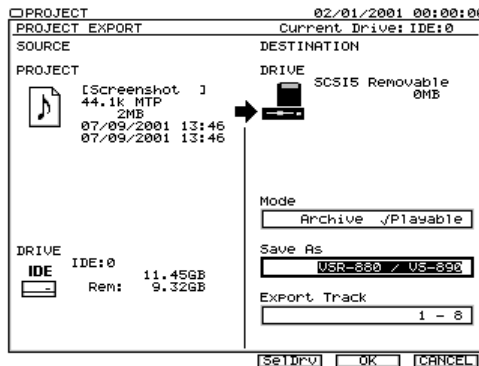 PROJECT 02/01/2001 00:00:00
PROJECT EXPORT Current Drive:IDE:0
SOURCE
PROJECT
[Screenshot ]
44.1k MTP
2MB
07/09/2001 13:46
07/09/2001 13:46
DRIVE
IDE
IDE:0
11.45GB
Rem: 9.32GB
DESTINATION
DRIVE
SCSI5 Removable
0MB
Mode
Archive √Playable
Save As
VSR-880 / VS-890
Export Track
1 - 8
SelDrv OK CANCEL